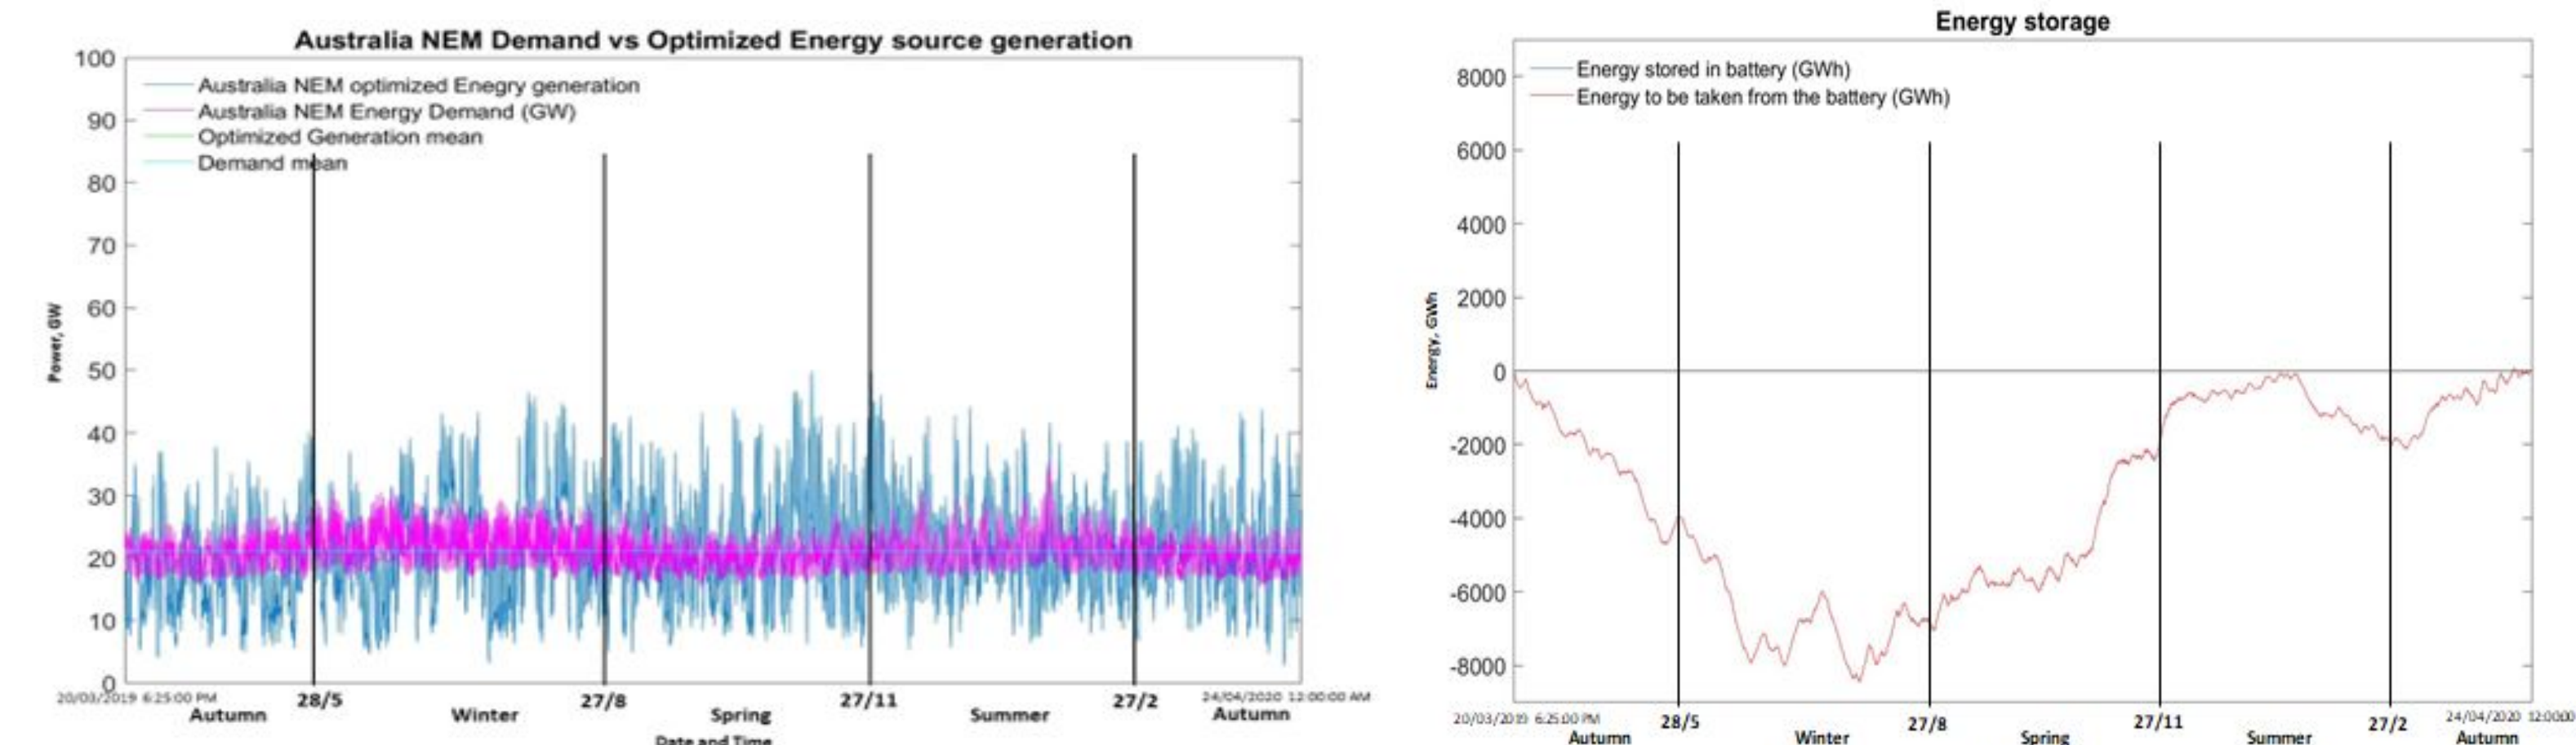 Australia NEM Demand vs Optimized Energy source generation
100
90
80
70
60
50
40
30
20
10
0
Power, GW
Australia NEM optimized Enegry generation
Australia NEM Energy Demand (GW)
Optimized Generation mean
Demand mean
20/03/2019 6:25:00 PM
28/5
27/8
27/11
27/2
24/04/2020 12:00:00 AM
Autumn
Winter
Spring
Summer
Autumn
Date and Time
Energy storage
8000
6000
4000
2000
0
-2000
-4000
-6000
-8000
Energy, GWh
Energy stored in battery (GWh)
Energy to be taken from the battery (GWh)
20/03/2019 6:25:00 PM
28/5
27/8
27/11
27/2
24/04/2020 12:00:00
Autumn
Winter
Spring
Summer
Autumn